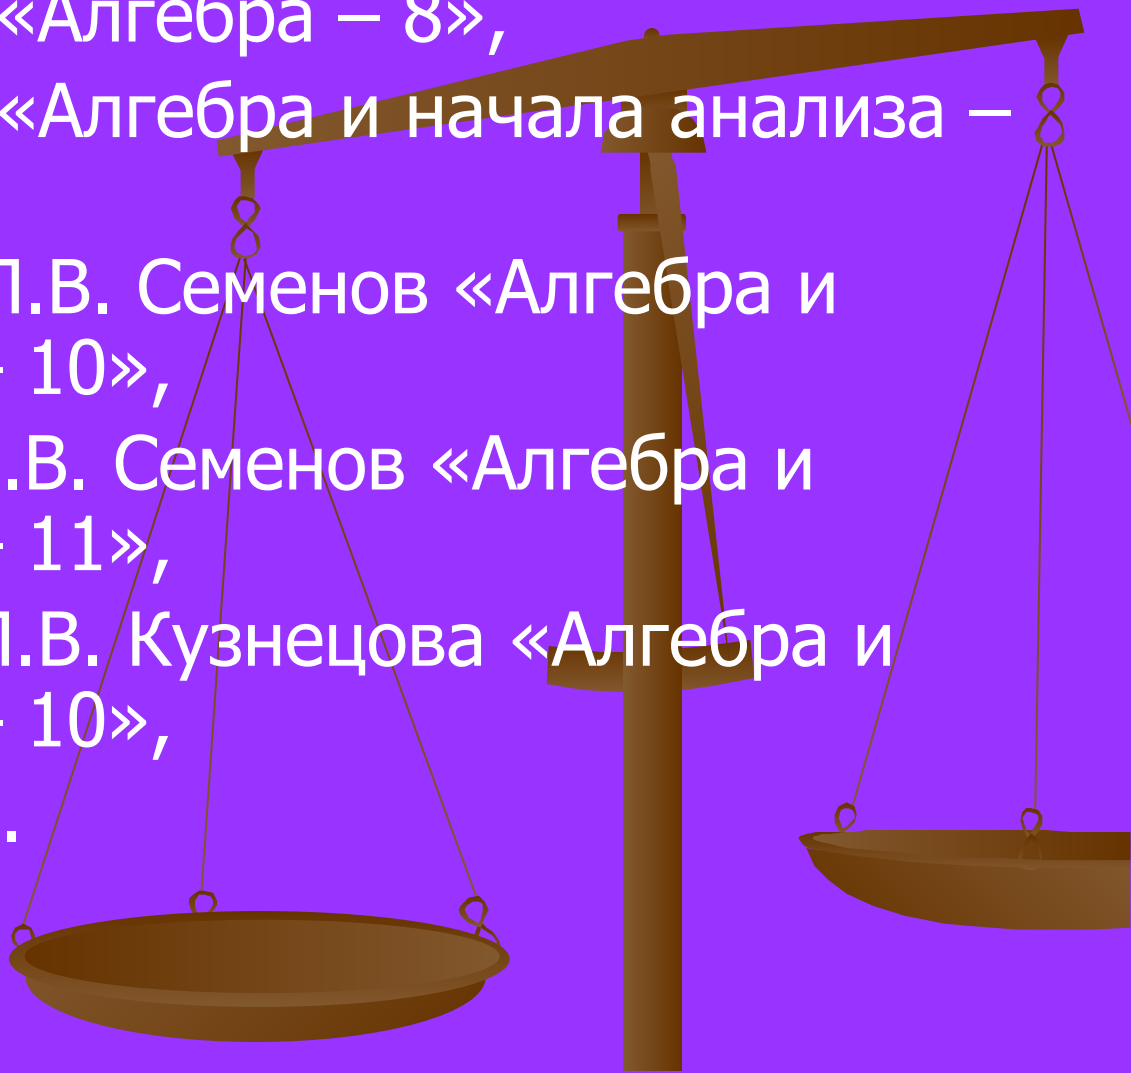 «Алгебра – 8»,
«Алгебра и начала анализа –
.В. Семенов «Алгебра и
– 10»,
.В. Семенов «Алгебра и
– 11»,
.В. Кузнецова «Алгебра и
– 10»,
.